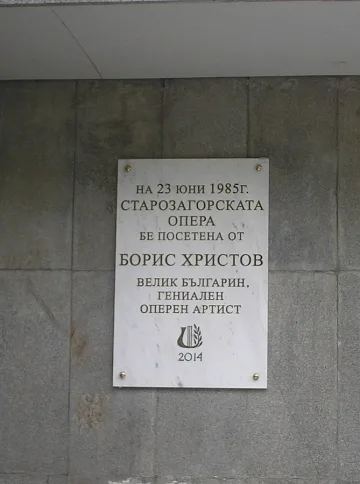 НА 23 ЮНИ 1985г.
СТАРОЗАГОРСКАТА
ОПЕРА
БЕ ПОСЕТЕНА ОТ
БОРИС ХРИСТОВ
ВЕЛИК БЪЛГАРИН,
ГЕНИАЛЕН
ОПЕРЕН АРТИСТ
2014